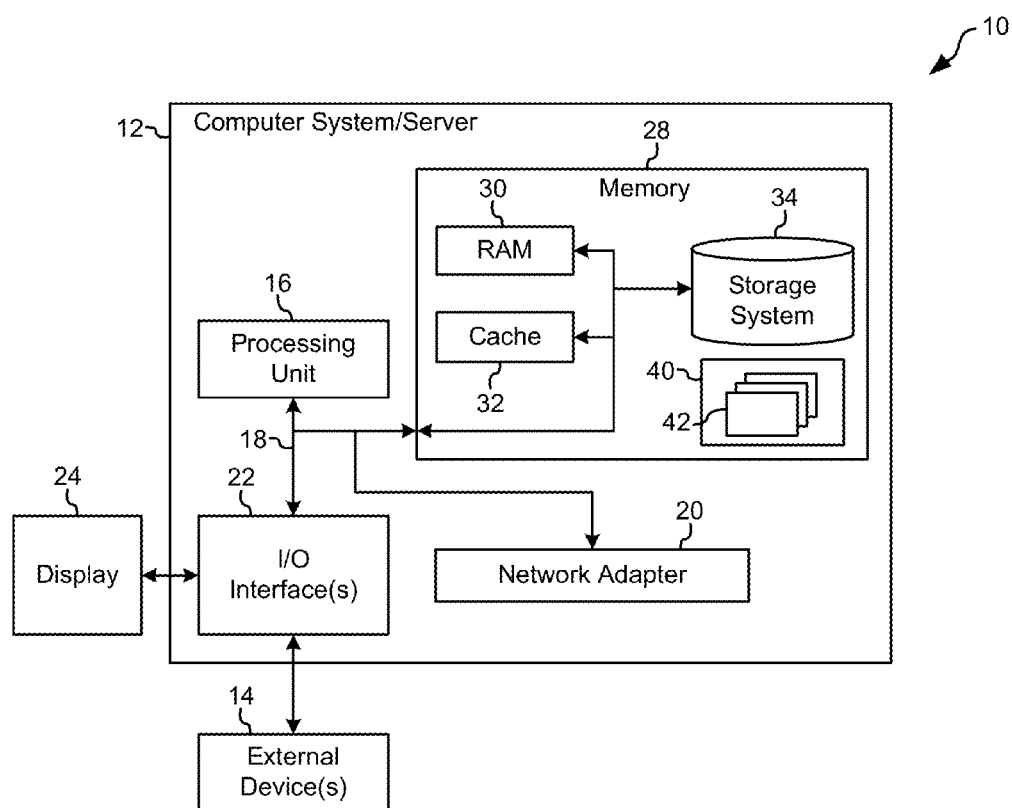 10
12
Computer System/Server
28
Memory
30
RAM
34
Storage
System
16
Processing
Unit
Cache
32
40
42
18
24
Display
22
I/O
Interface(s)
20
Network Adapter
14
External
Device(s)